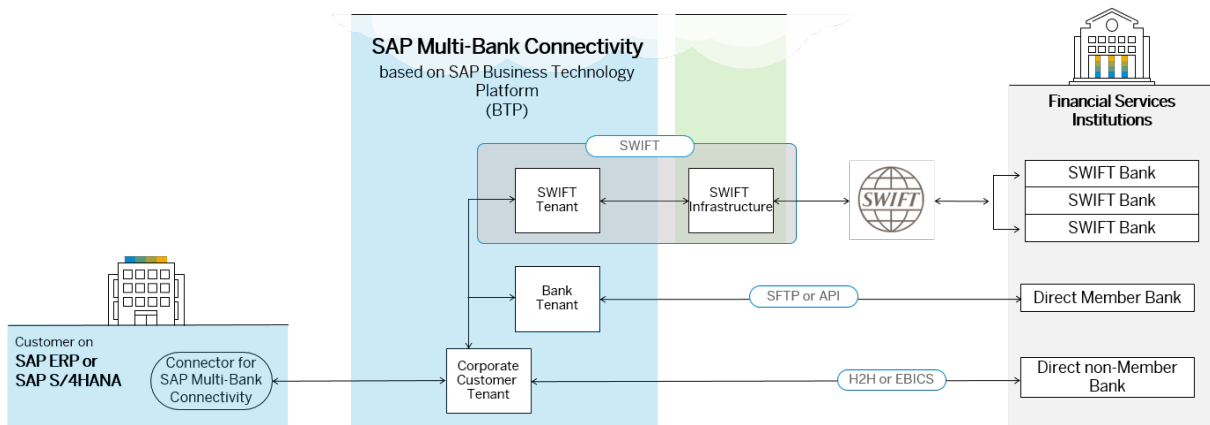 SAP Multi-Bank Connectivity
based on SAP Business Technology
Platform
(BTP)
Financial Services
Institutions
SWIFT
SWIFT
Tenant
SWIFT
Infrastructure
SWIFT
SWIFT Bank
SWIFT Bank
SWIFT Bank
Bank
Tenant
SFTP or API
Direct Member Bank
Customer on
SAP ERP or
SAP S/4HANA
Connector for
SAP Multi-Bank
Connectivity
Corporate
Customer
Tenant
H2H or EBICS
Direct non-Member
Bank